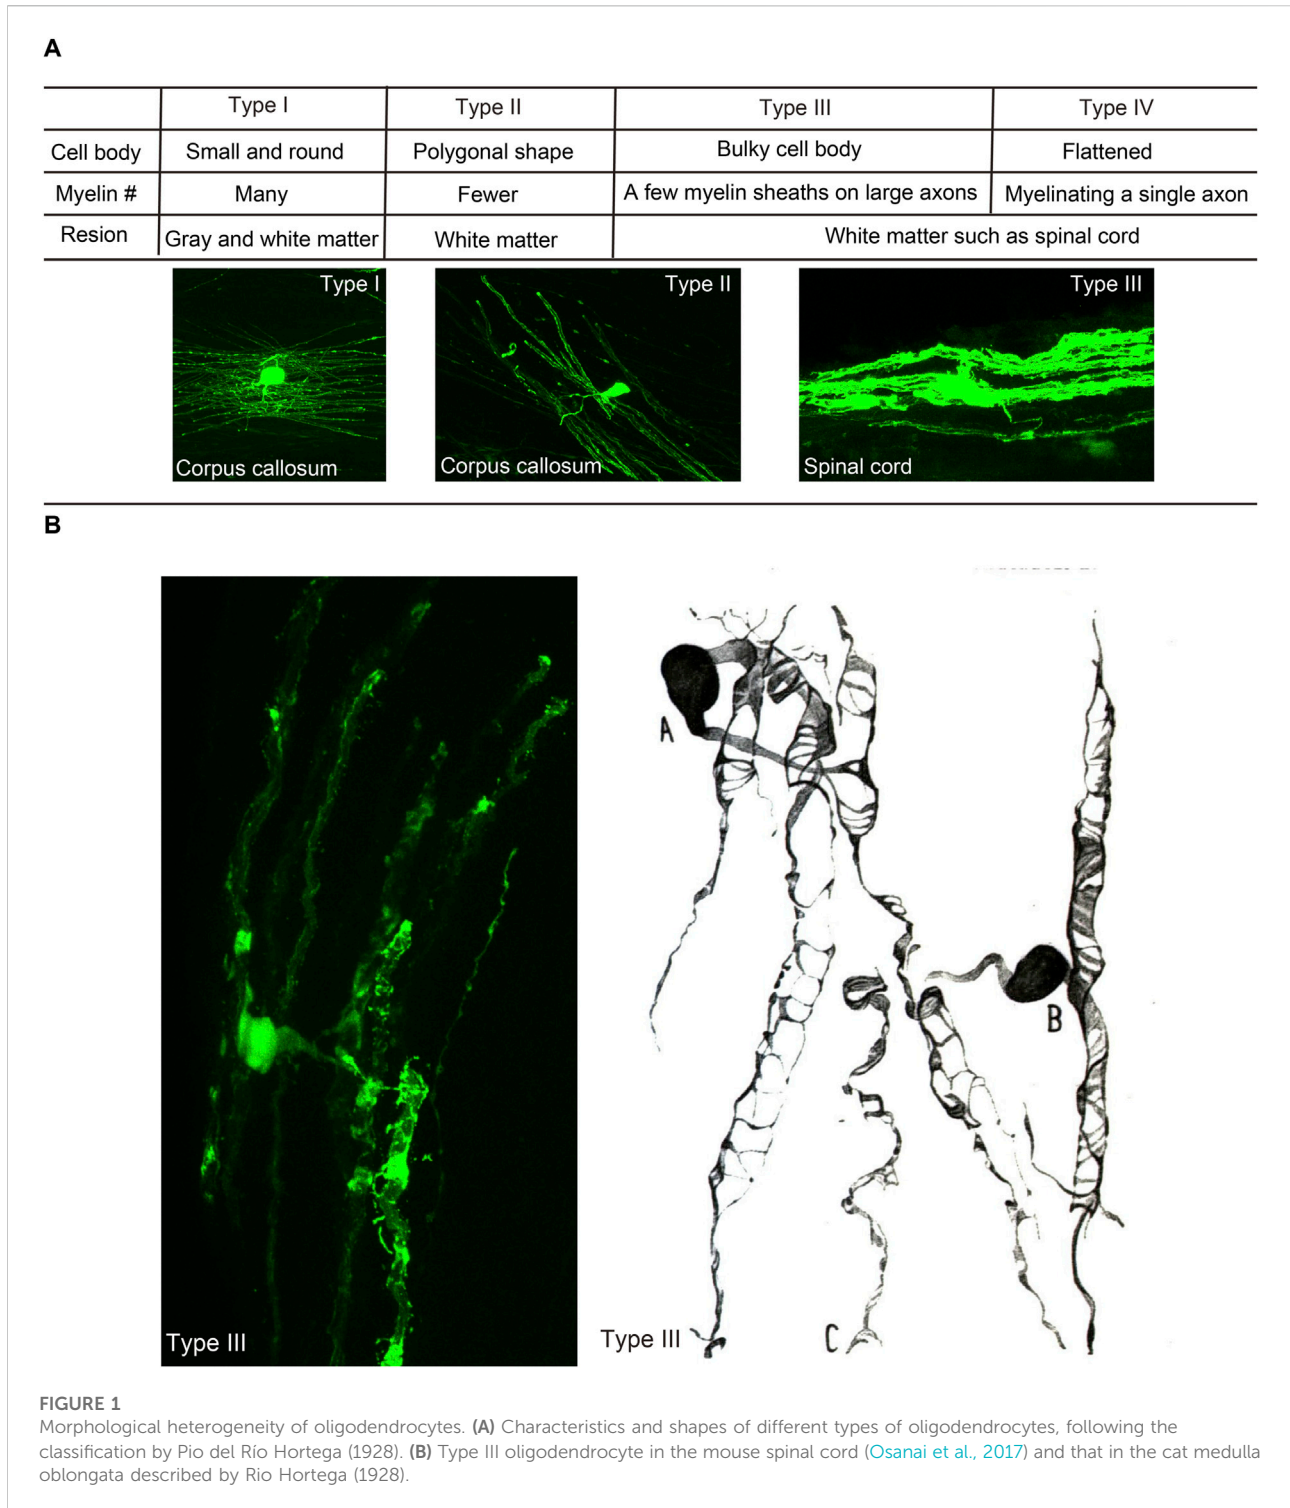 A
Type I Type II Type III Type IV
Cell body Small and round Polygonal shape Bulky cell body Flattened
Myelin # Many Fewer A few myelin sheaths on large axons Myelinating a single axon
Resion Gray and white matter White matter White matter such as spinal cord
Type I Type II Type III
Corpus callosum Corpus callosum Spinal cord
B
A
B
Type III Type III C
FIGURE 1
Morphological heterogeneity of oligodendrocytes. (A) Characteristics and shapes of different types of oligodendrocytes, following the
classification by Pio del Río Hortega (1928). (B) Type III oligodendrocyte in the mouse spinal cord (Osanai et al., 2017) and that in the cat medulla
oblongata described by Rio Hortega (1928).